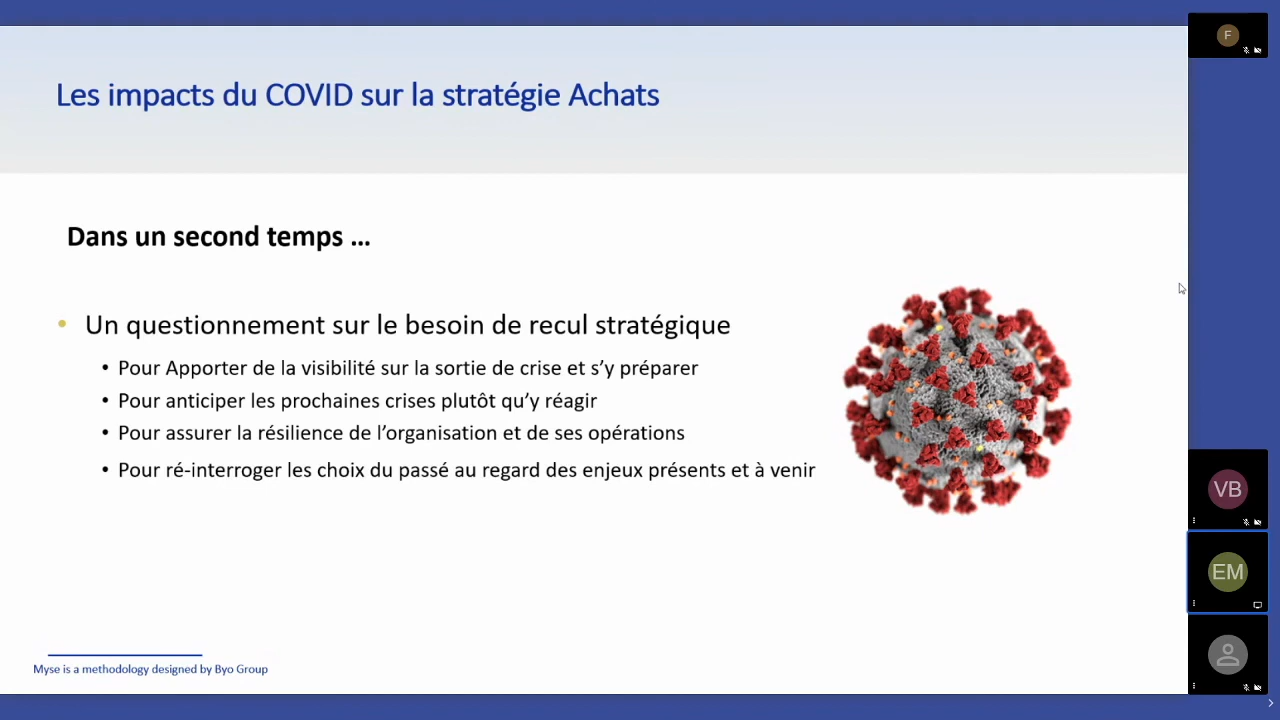 Les impacts du COVID sur la stratégie Achats
F
Dans un second temps ...
• Un questionnement sur le besoin de recul stratégique
• Pour Apporter de la visibilité sur la sortie de crise et s’y préparer
• Pour anticiper les prochaines crises plutôt qu’y réagir
• Pour assurer la résilience de l’organisation et de ses opérations
• Pour ré-interroger les choix du passé au regard des enjeux présents et à venir
VB
EM
Myse is a methodology designed by Byo Group